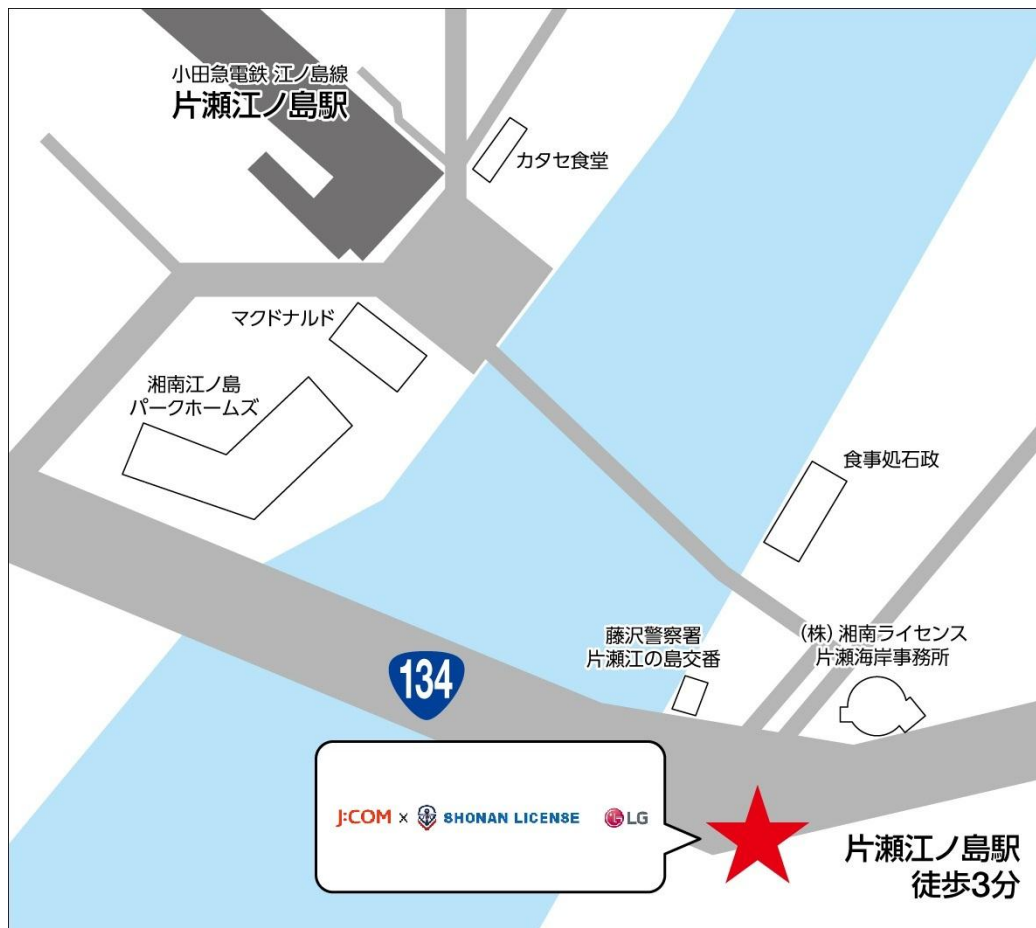 小田急電鉄 江ノ島線
片瀬江ノ島駅
カタセ食堂
マクドナルド
湘南江ノ島
パークホームズ
食事処石政
藤沢警察署
片瀬江の島交番
(株) 湘南ライセンス
片瀬海岸事務所
134
J:COM × SHONAN LICENSE LG
片瀬江ノ島駅
徒歩3分